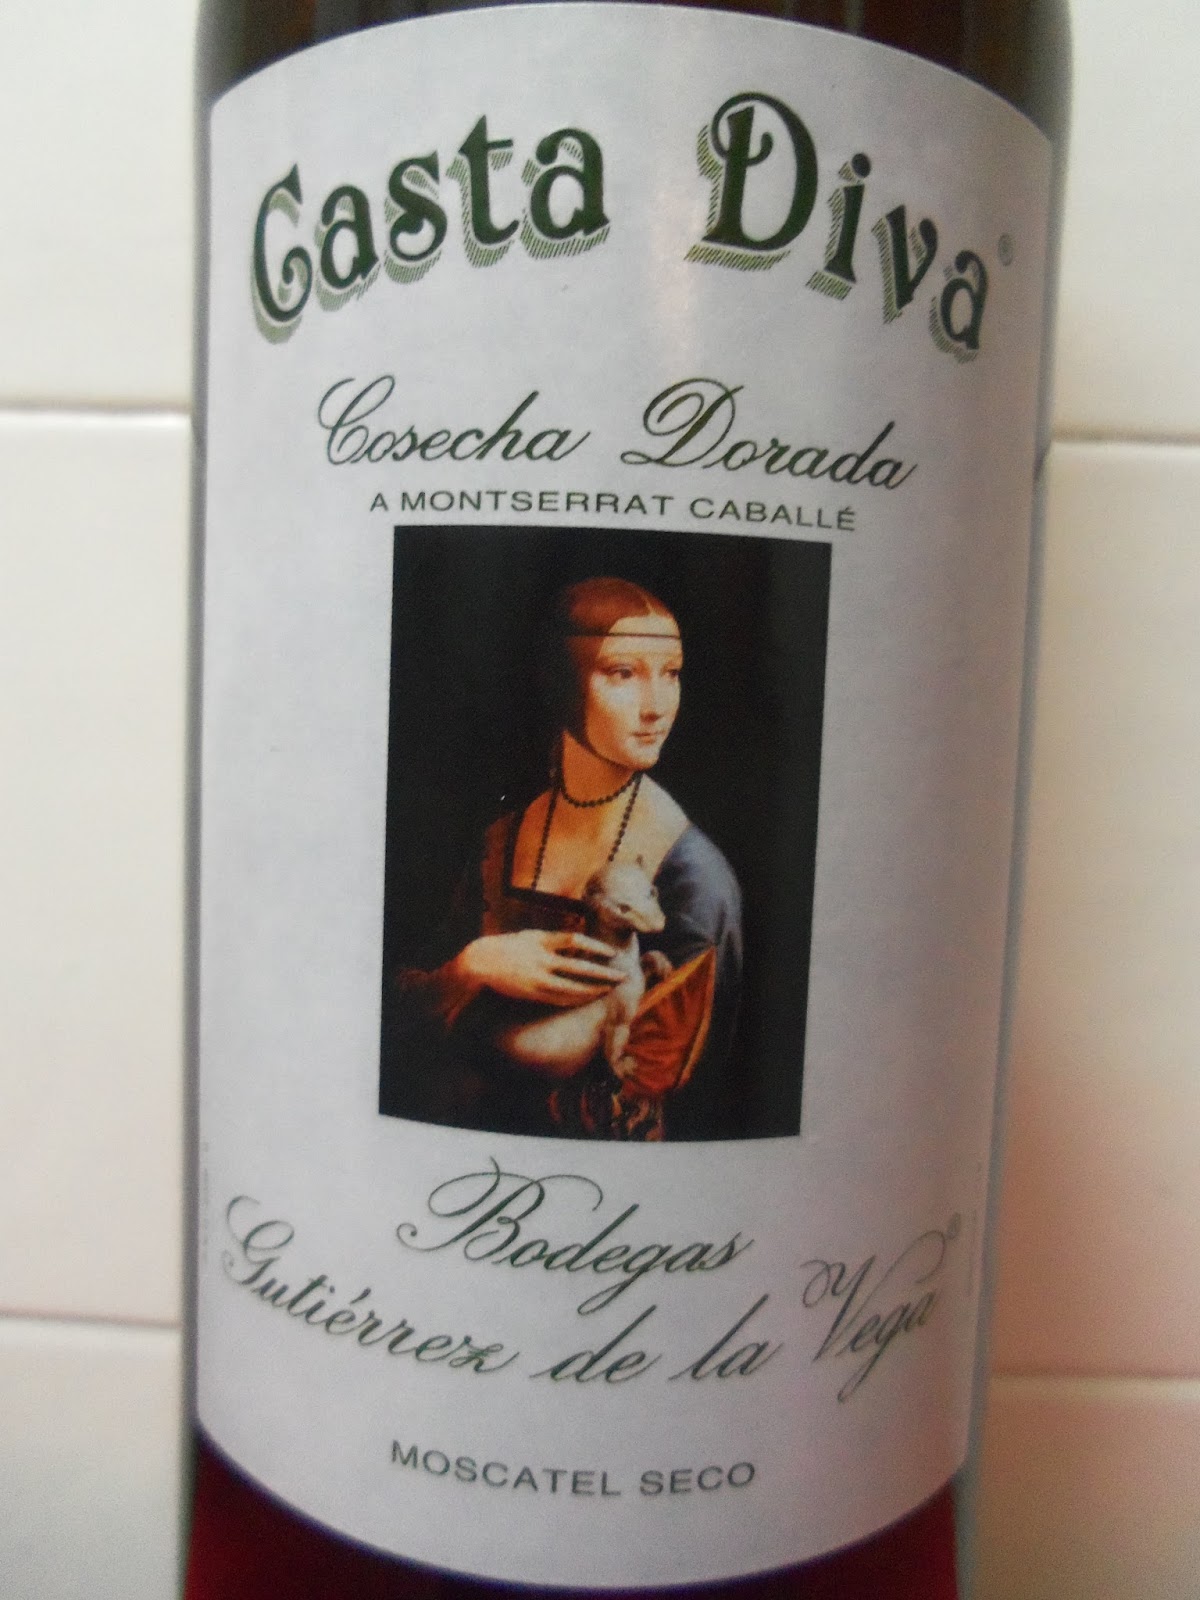 Casta Diva®
Cosecha Dorada
A MONTSERRAT CABALLÉ
Bodegas
Gutiérrez de la Vega®
MOSCATEL SECO